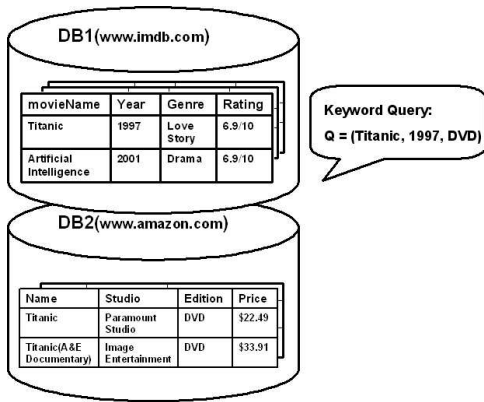 DB1(www.imdb.com)
movieName Year Genre Rating
Titanic 1997 Love Story 6.9/10
Artificial Intelligence 2001 Drama 6.9/10
Keyword Query:
Q = (Titanic, 1997, DVD)
DB2(www.amazon.com)
Name Studio Edition Price
Titanic Paramount Studio DVD $22.49
Titanic(A&E Documentary) Image Entertainment DVD $33.91